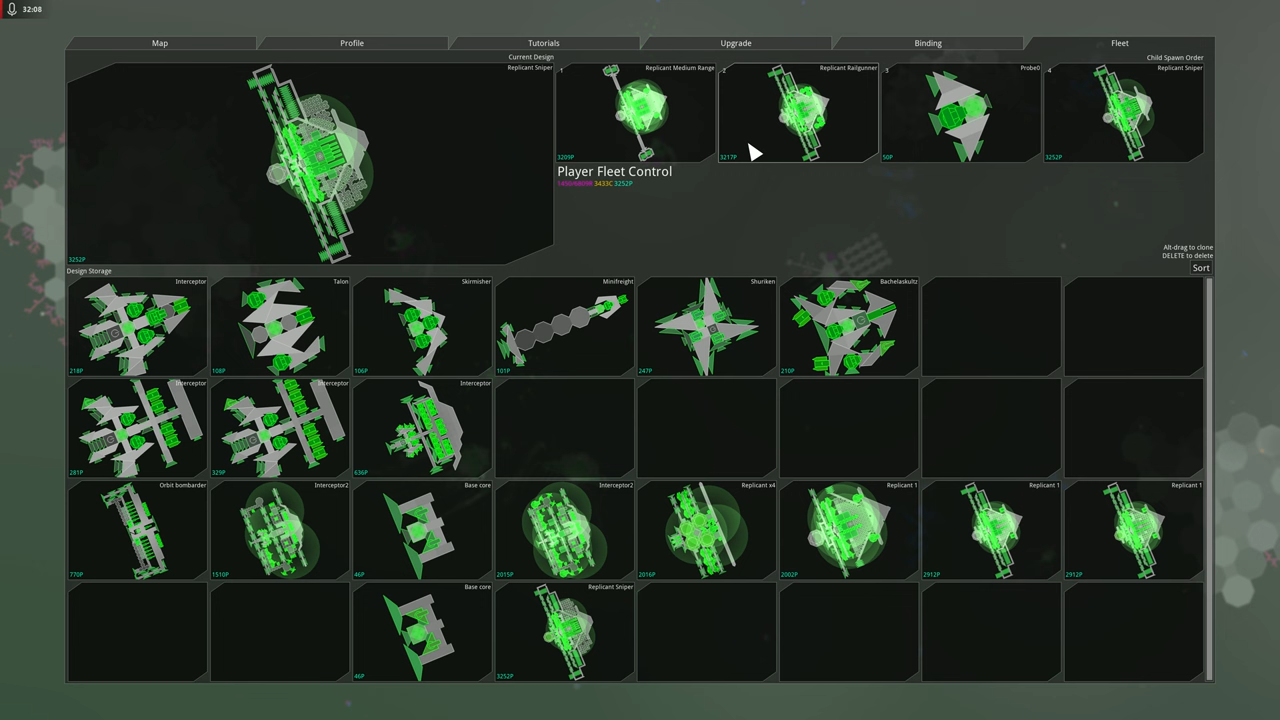 32:08
Map
Profile
Tutorials
Upgrade
Binding
Fleet
Current Design
Child Spawn Order
Replicant Sniper
3252P
1
Replicant Medium Range
3209P
2
Replicant Railgunner
3217P
3
Probe0
50P
4
Replicant Sniper
3252P
Player Fleet Control
3433C 3252P
Alt-drag to clone
DELETE to delete
Design Storage
Sort
Interceptor
218P
Talon
108P
Skirmisher
106P
Minifreight
101P
Shuriken
247P
Bachelaskultz
210P
Interceptor
281P
Interceptor
329P
Interceptor
636P
Orbit bombarder
770P
Interceptor2
1510P
Base core
46P
Interceptor2
2015P
Replicant x4
2016P
Replicant 1
2002P
Replicant 1
2912P
Replicant 1
2912P
Base core
46P
Replicant Sniper
3252P